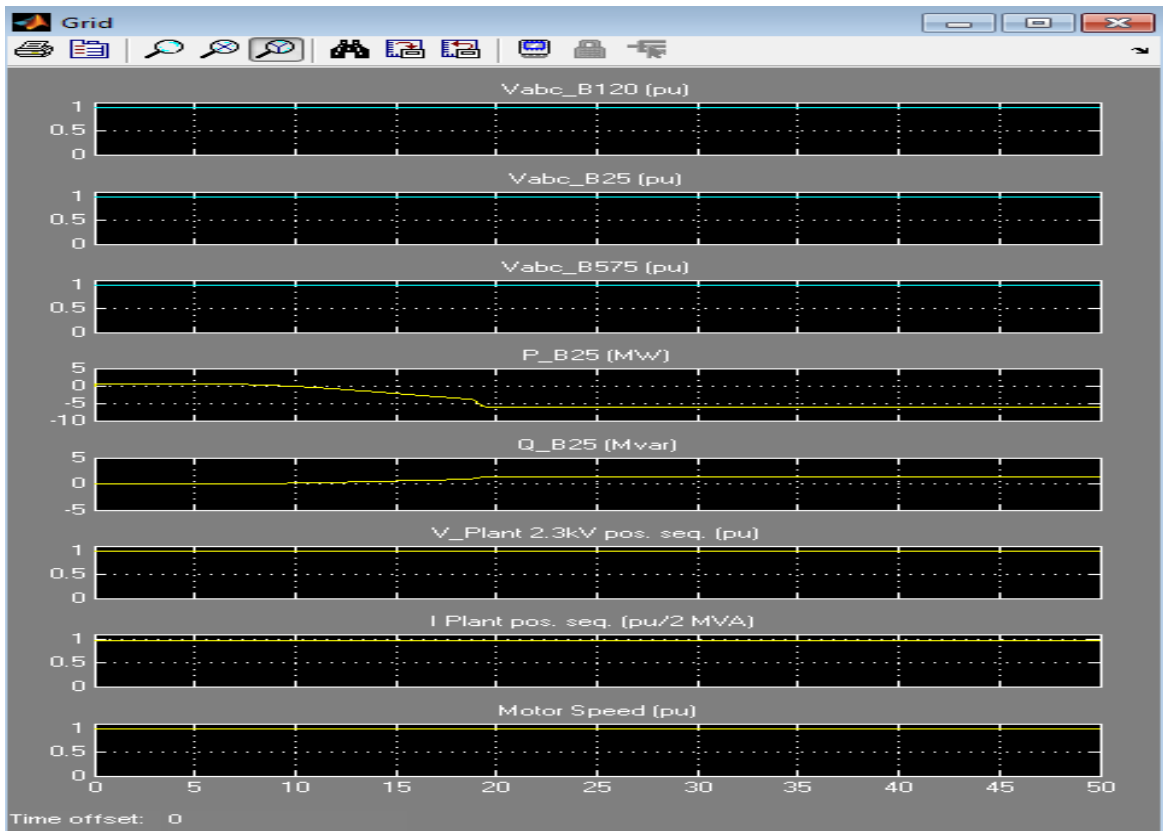 Grid
Vabc_B120 (pu)
1
0.5
0
Vabc_B25 (pu)
1
0.5
0
Vabc_B575 (pu)
1
0.5
0
P_B25 (MW)
5
0
-5
-10
Q_B25 (Mvar)
5
0
-5
V_Plant 2.3kV pos. seq. (pu)
1
0.5
0
I Plant pos. seq. (pu/2 MVA)
1
0.5
0
Motor Speed (pu)
1
0.5
0
0 5 10 15 20 25 30 35 40 45 50
Time offset: 0